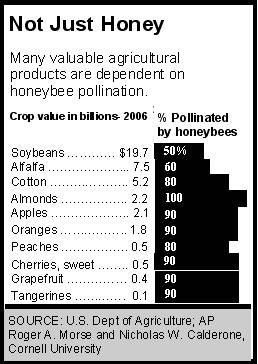 Not Just Honey
Many valuable agricultural
products are dependent on
honeybee pollination.
Crop value in billions- 2006 % Pollinated
by honeybees
Soybeans ............ $19.7 50%
Alfalfa .................... 7.5 60
Cotton .................... 5.2 80
Almonds ................ 2.2 100
Apples ................... 2.1 90
Oranges ................. 1.8 90
Peaches ................ 0.5 80
Cherries, sweet ...... 0.5 90
Grapefruit ............... 0.4 90
Tangerines ............. 0.1 90
SOURCE: U.S. Dept of Agriculture; AP
Roger A. Morse and Nicholas W. Calderone,
Cornell University